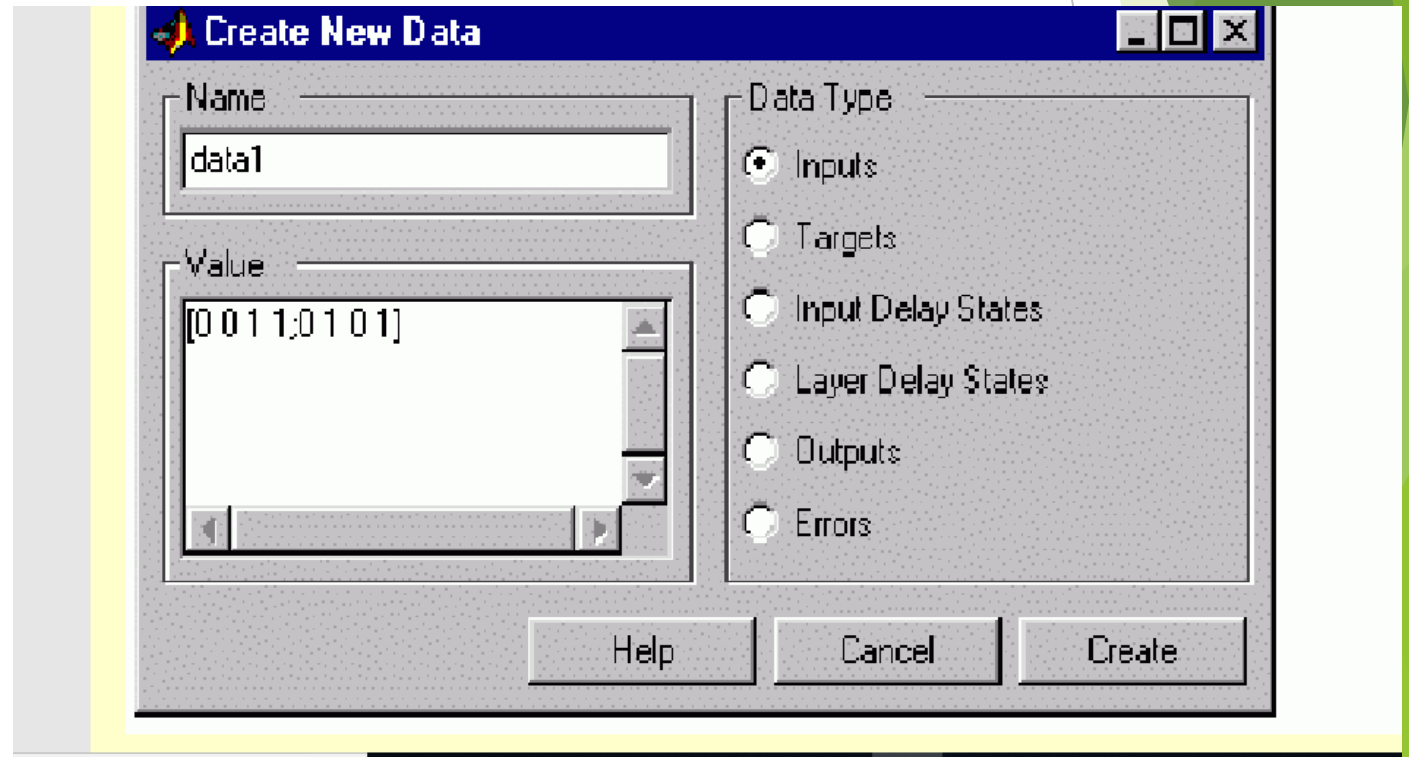 Create New Data
Name
data1
Value
[0 0 1 1;0 1 0 1]
Data Type
Inputs
Targets
Input Delay States
Layer Delay States
Outputs
Errors
Help
Cancel
Create